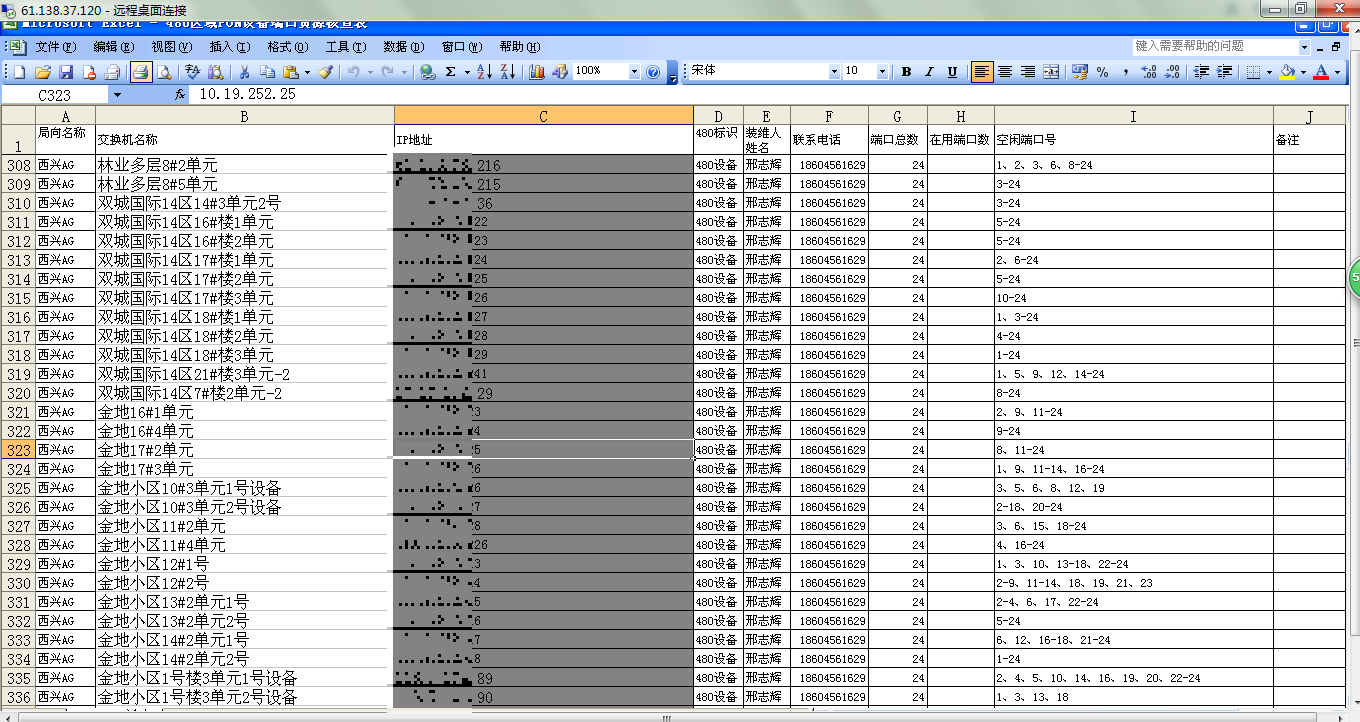 61.138.37.120 - 远程桌面连接
Microsoft Excel - 480区域PON设备端口资源核查表
文件(F) 编辑(E) 视图(V) 插入(I) 格式(O) 工具(T) 数据(D) 窗口(W) 帮助(H) 键入需要帮助的问题
100% 宋体 10 B I U
C323 fx 10.19.252.25
A B C D E F G H I J
1 局向名称 交换机名称 IP地址 480标识 装维人姓名 联系电话 端口总数 在用端口数 空闲端口号 备注
308 西兴AG 林业多层8#2单元 216 480设备 邢志辉 18604561629 24 1、2、3、6、8-24
309 西兴AG 林业多层8#5单元 215 480设备 邢志辉 18604561629 24 3-24
310 西兴AG 双城国际14区14#3单元2号 36 480设备 邢志辉 18604561629 24 3-24
311 西兴AG 双城国际14区16#楼1单元 22 480设备 邢志辉 18604561629 24 5-24
312 西兴AG 双城国际14区16#楼2单元 23 480设备 邢志辉 18604561629 24 5-24
313 西兴AG 双城国际14区17#楼1单元 24 480设备 邢志辉 18604561629 24 2、6-24
314 西兴AG 双城国际14区17#楼2单元 25 480设备 邢志辉 18604561629 24 5-24
315 西兴AG 双城国际14区17#楼3单元 26 480设备 邢志辉 18604561629 24 10-24
316 西兴AG 双城国际14区18#楼1单元 27 480设备 邢志辉 18604561629 24 1、3-24
317 西兴AG 双城国际14区18#楼2单元 28 480设备 邢志辉 18604561629 24 4-24
318 西兴AG 双城国际14区18#楼3单元 29 480设备 邢志辉 18604561629 24 1-24
319 西兴AG 双城国际14区21#楼3单元-2 41 480设备 邢志辉 18604561629 24 1、5、9、12、14-24
320 西兴AG 双城国际14区7#楼2单元-2 29 480设备 邢志辉 18604561629 24 8-24
321 西兴AG 金地16#1单元 3 480设备 邢志辉 18604561629 24 2、9、11-24
322 西兴AG 金地16#4单元 4 480设备 邢志辉 18604561629 24 9-24
323 西兴AG 金地17#2单元 5 480设备 邢志辉 18604561629 24 8、11-24
324 西兴AG 金地17#3单元 6 480设备 邢志辉 18604561629 24 1、9、11-14、16-24
325 西兴AG 金地小区10#3单元1号设备 6 480设备 邢志辉 18604561629 24 3、5、6、8、12、19
326 西兴AG 金地小区10#3单元2号设备 7 480设备 邢志辉 18604561629 24 2-18、20-24
327 西兴AG 金地小区11#2单元 8 480设备 邢志辉 18604561629 24 3、6、15、18-24
328 西兴AG 金地小区11#4单元 26 480设备 邢志辉 18604561629 24 4、16-24
329 西兴AG 金地小区12#1号 3 480设备 邢志辉 18604561629 24 1、3、10、13-18、22-24
330 西兴AG 金地小区12#2号 4 480设备 邢志辉 18604561629 24 2-9、11-14、18、19、21、23
331 西兴AG 金地小区13#2单元1号 5 480设备 邢志辉 18604561629 24 2-4、6、17、22-24
332 西兴AG 金地小区13#2单元2号 6 480设备 邢志辉 18604561629 24 5-24
333 西兴AG 金地小区14#2单元1号 7 480设备 邢志辉 18604561629 24 6、12、16-18、21-24
334 西兴AG 金地小区14#2单元2号 8 480设备 邢志辉 18604561629 24 1-24
335 西兴AG 金地小区1号楼3单元1号设备 89 480设备 邢志辉 18604561629 24 2、4、5、10、14、16、19、20、22-24
336 西兴AG 金地小区1号楼3单元2号设备 90 480设备 邢志辉 18604561629 24 1、3、13、18